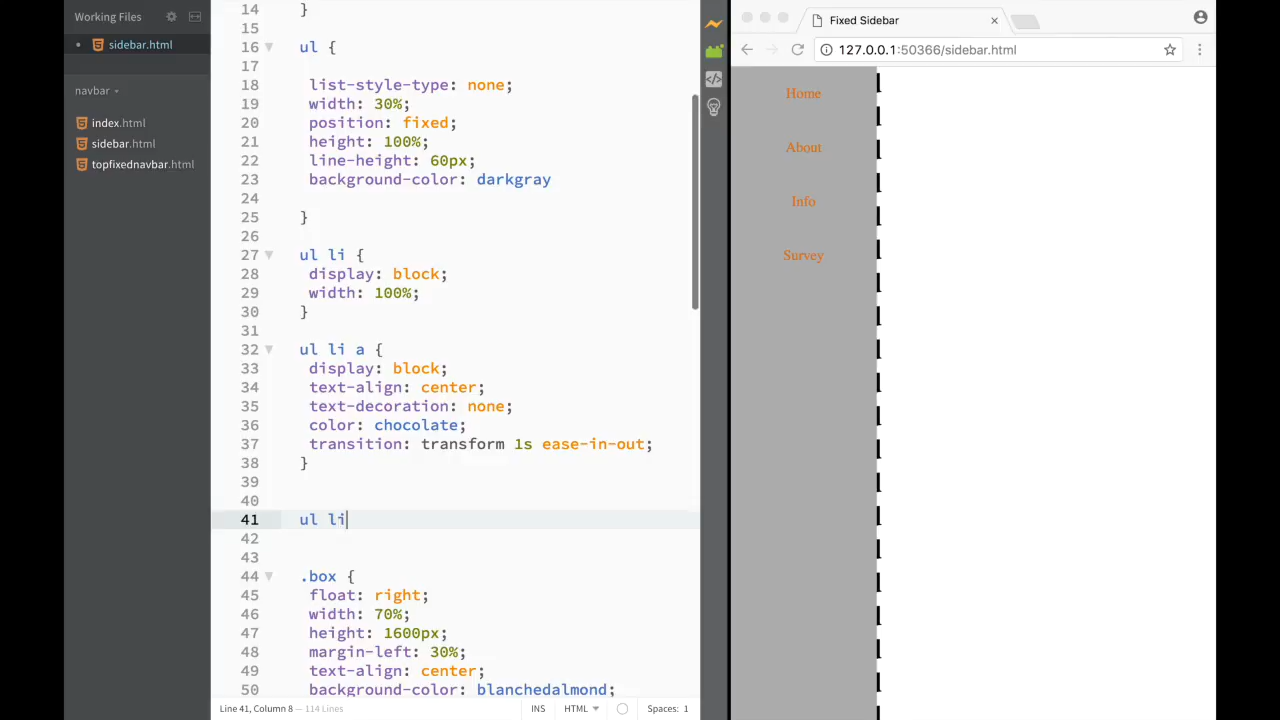 Working Files
sidebar.html
navbar
index.html
sidebar.html
topfixednavbar.html
14 }
15
16 ul {
17
18 list-style-type: none;
19 width: 30%;
20 position: fixed;
21 height: 100%;
22 line-height: 60px;
23 background-color: darkgray
24
25 }
26
27 ul li {
28 display: block;
29 width: 100%;
30 }
31
32 ul li a {
33 display: block;
34 text-align: center;
35 text-decoration: none;
36 color: chocolate;
37 transition: transform 1s ease-in-out;
38 }
39
40
41 ul li
42
43
44 .box {
45 float: right;
46 width: 70%;
47 height: 1600px;
48 margin-left: 30%;
49 text-align: center;
50 background-color: blanchedalmond;
Line 41, Column 8 — 114 Lines
INS
HTML
Spaces: 1
Fixed Sidebar
127.0.0.1:50366/sidebar.html
Home
About
Info
Survey